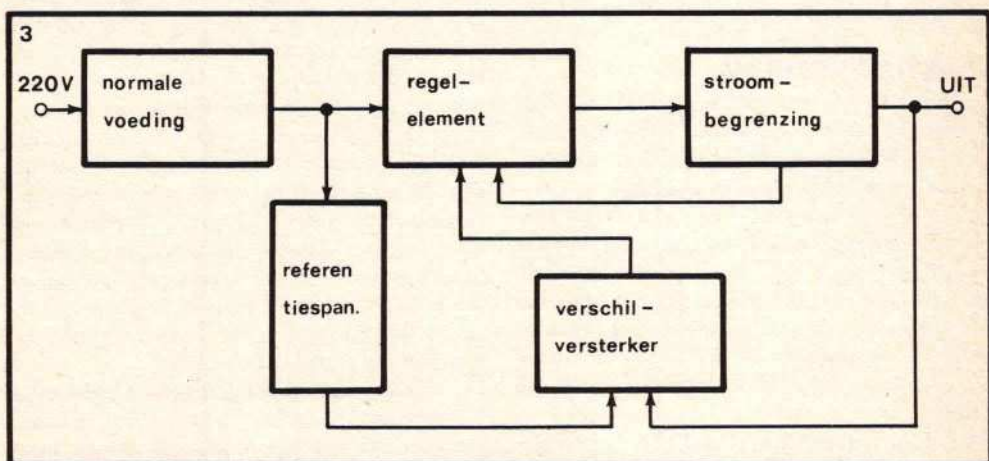 3
220V
normale
voeding
regel-
element
stroom-
begrenzing
UIT
referen
tiespan.
verschil-
versterker